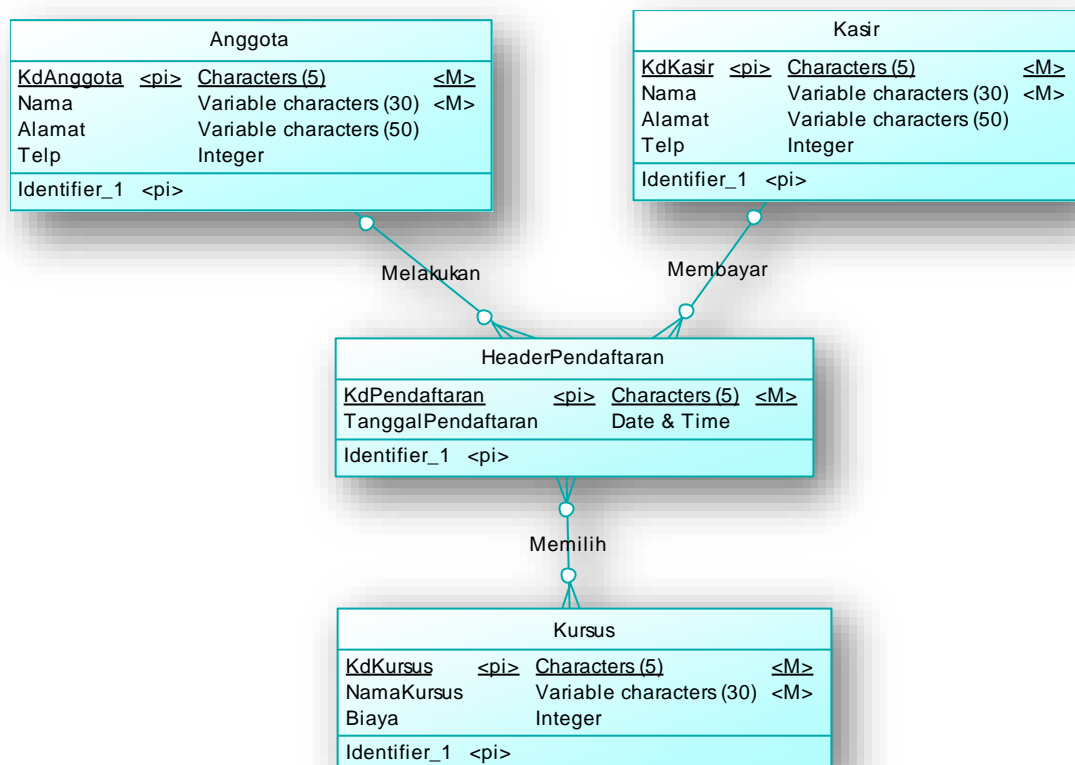 Anggota
KdAnggota <pi> Characters (5) <M>
Nama Variable characters (30) <M>
Alamat Variable characters (50)
Telp Integer
Identifier_1 <pi>
Kasir
KdKasir <pi> Characters (5) <M>
Nama Variable characters (30) <M>
Alamat Variable characters (50)
Telp Integer
Identifier_1 <pi>
Melakukan
Membayar
HeaderPendaftaran
KdPendaftaran <pi> Characters (5) <M>
TanggalPendaftaran Date & Time
Identifier_1 <pi>
Memilih
Kursus
KdKursus <pi> Characters (5) <M>
NamaKursus Variable characters (30) <M>
Biaya Integer
Identifier_1 <pi>